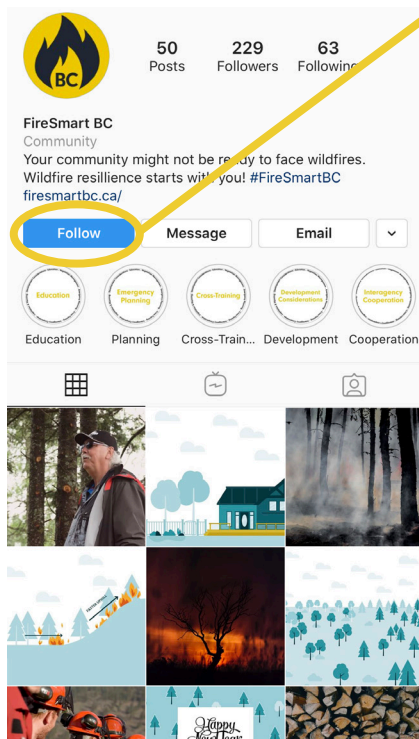 BC
50 229 63
Posts Followers Following
FireSmart BC
Community
Your community might not be ready to face wildfires.
Wildfire resillience starts with you! #FireSmartBC
firesmartbc.ca/
Follow Message Email
Education Emergency Planning Cross-Training Development Considerations Interagency Cooperation
Education Planning Cross-Train... Development Cooperation
Happy
New Year